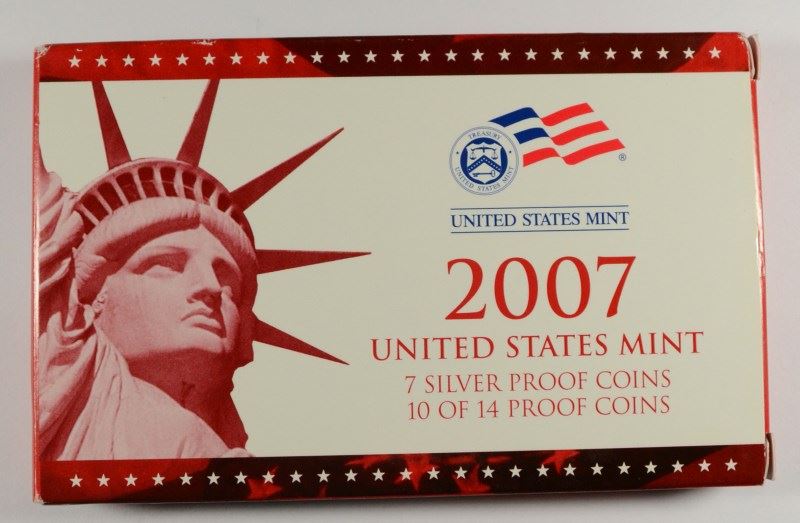 TREASURY
UNITED STATES MINT
®
UNITED STATES MINT
2007
UNITED STATES MINT
7 SILVER PROOF COINS
10 OF 14 PROOF COINS